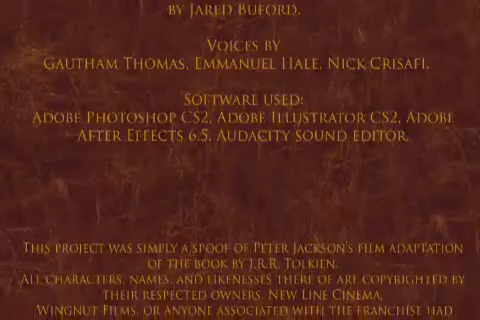 by Jared Buford.
Voices by
Gautham Thomas, Emmanuel Hale, Nick Crisafi.
Software used:
Adobe Photoshop CS2, Adobe Illustrator CS2, Adobe
After Effects 6.5, Audacity sound editor.
This project was simply a spoof of Peter Jackson's film adaptation
of the book by J.R.R. Tolkien.
All characters, names, and likenesses there of are copyrighted by
their respected owners. New Line Cinema,
Wingnut Films, or anyone associated with the franchise had